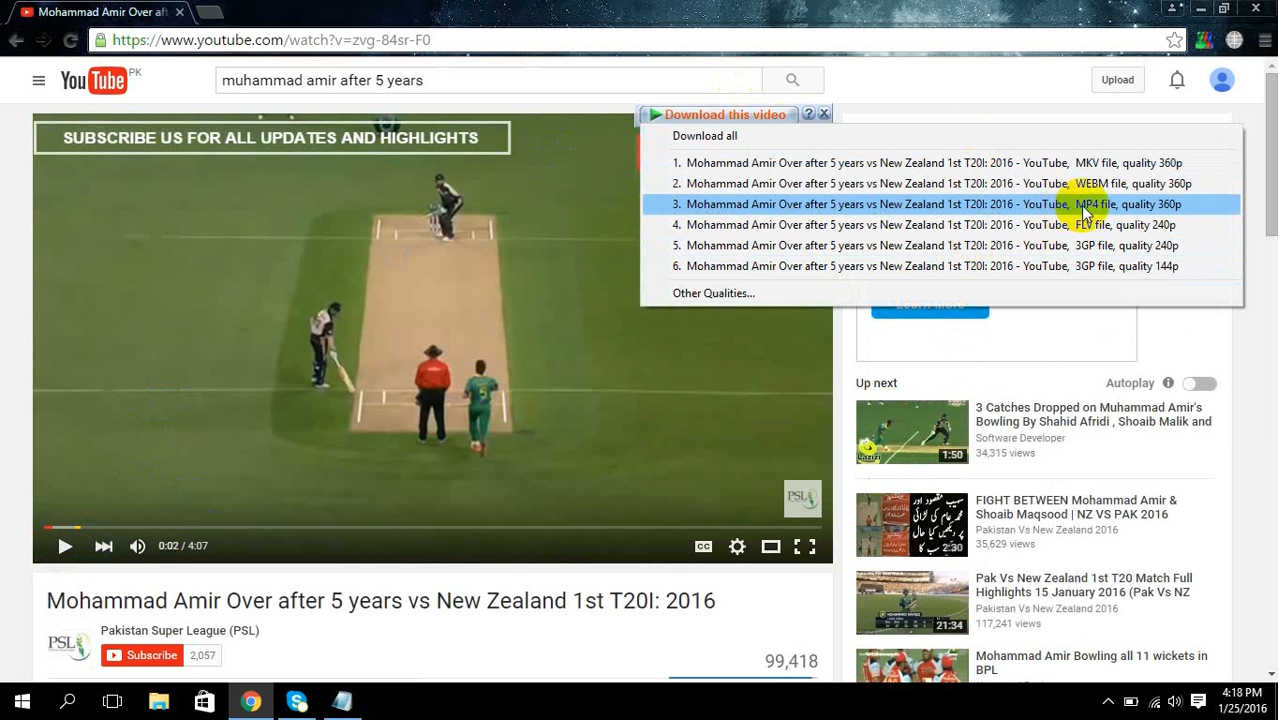 Mohammad Amir Over aft
https://www.youtube.com/watch?v=zvg-84sr-F0
YouTube PK
muhammad amir after 5 years
Upload
SUBSCRIBE US FOR ALL UPDATES AND HIGHLIGHTS
Download this video ?
Download all
1. Mohammad Amir Over after 5 years vs New Zealand 1st T20I: 2016 - YouTube, MKV file, quality 360p
2. Mohammad Amir Over after 5 years vs New Zealand 1st T20I: 2016 - YouTube, WEBM file, quality 360p
3. Mohammad Amir Over after 5 years vs New Zealand 1st T20I: 2016 - YouTube, MP4 file, quality 360p
4. Mohammad Amir Over after 5 years vs New Zealand 1st T20I: 2016 - YouTube, FLV file, quality 240p
5. Mohammad Amir Over after 5 years vs New Zealand 1st T20I: 2016 - YouTube, 3GP file, quality 240p
6. Mohammad Amir Over after 5 years vs New Zealand 1st T20I: 2016 - YouTube, 3GP file, quality 144p
Other Qualities...
5
PSL
0:02 / 4:07
CC
Mohammad Amir Over after 5 years vs New Zealand 1st T20I: 2016
PSL
Pakistan Super League (PSL)
Subscribe 2,057
99,418
Up next
Autoplay
3 Catches Dropped on Muhammad Amir's
Bowling By Shahid Afridi , Shoaib Malik and
Software Developer
34,315 views
1:50
FIGHT BETWEEN Mohammad Amir &
Shoaib Maqsood | NZ VS PAK 2016
Pakistan Vs New Zealand 2016
35,629 views
2:30
Pak Vs New Zealand 1st T20 Match Full
Highlights 15 January 2016 (Pak Vs NZ
Pakistan Vs New Zealand 2016
117,241 views
21:34
Mohammad Amir Bowling all 11 wickets in
BPL
4:18 PM
1/25/2016